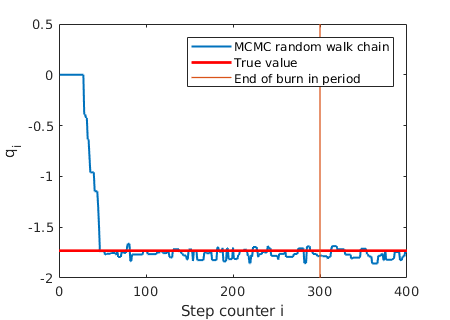 0.5
MCMC random walk chain
True value
End of burn in period
0
-0.5
-1
-1.5
-2
q_i
0 100 200 300 400
Step counter i